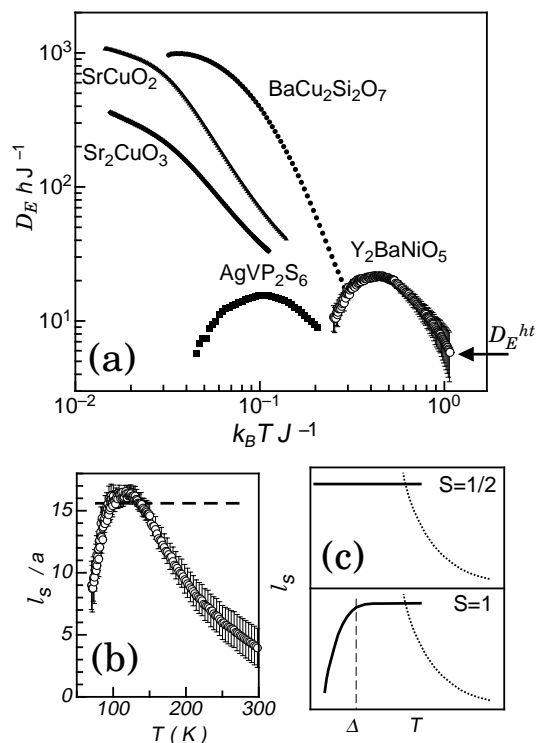 (a)
10³
10²
10¹
D_E h J⁻¹
SrCuO₂
BaCu₂Si₂O₇
Sr₂CuO₃
AgVP₂S₆
Y₂BaNiO₅
D_E^ht
10⁻² 10⁻¹ 10⁰
k_B T J⁻¹
(b)
l_s / a
15
10
5
0
100 200 300
T ( K )
(c)
l_s
S=1/2
S=1
Δ T